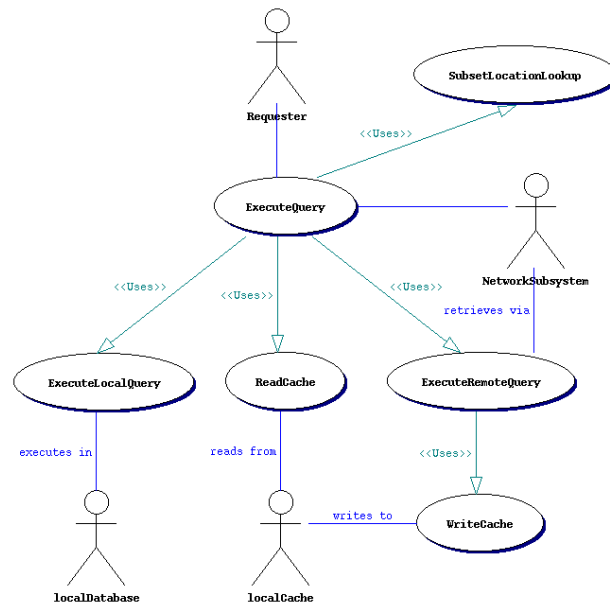 SubsetLocationLookup
Requester
<<Uses>>
ExecuteQuery
NetworkSubsystem
<<Uses>>
<<Uses>>
<<Uses>>
retrieves via
ExecuteLocalQuery
ReadCache
ExecuteRemoteQuery
executes in
reads from
<<Uses>>
writes to
WriteCache
localDatabase
localCache